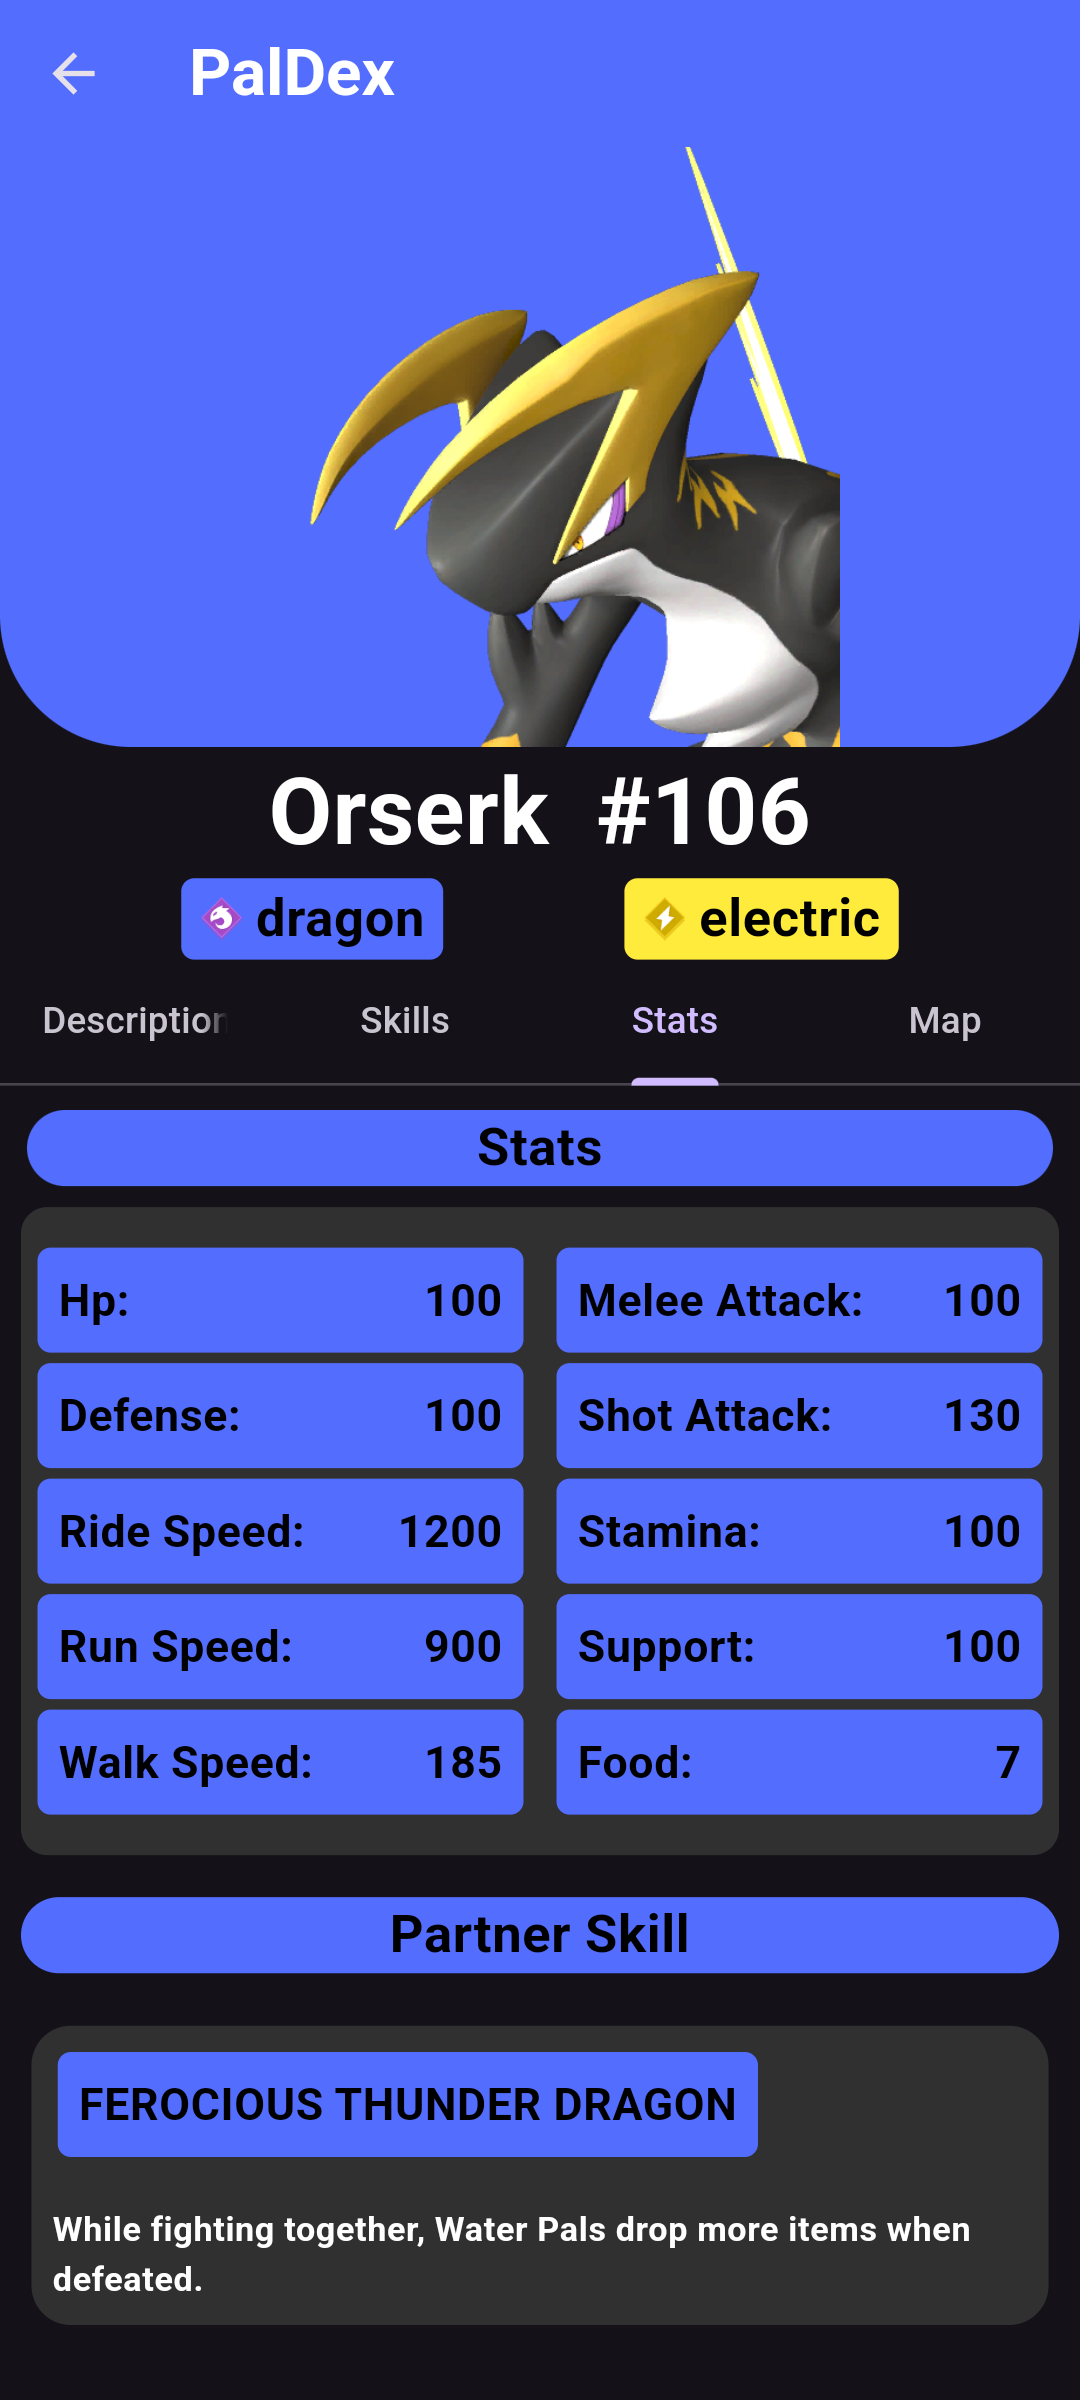 PalDex
Orserk #106
dragon
electric
Description
Skills
Stats
Map
Stats
Hp: 100
Melee Attack: 100
Defense: 100
Shot Attack: 130
Ride Speed: 1200
Stamina: 100
Run Speed: 900
Support: 100
Walk Speed: 185
Food: 7
Partner Skill
FEROCIOUS THUNDER DRAGON
While fighting together, Water Pals drop more items when
defeated.